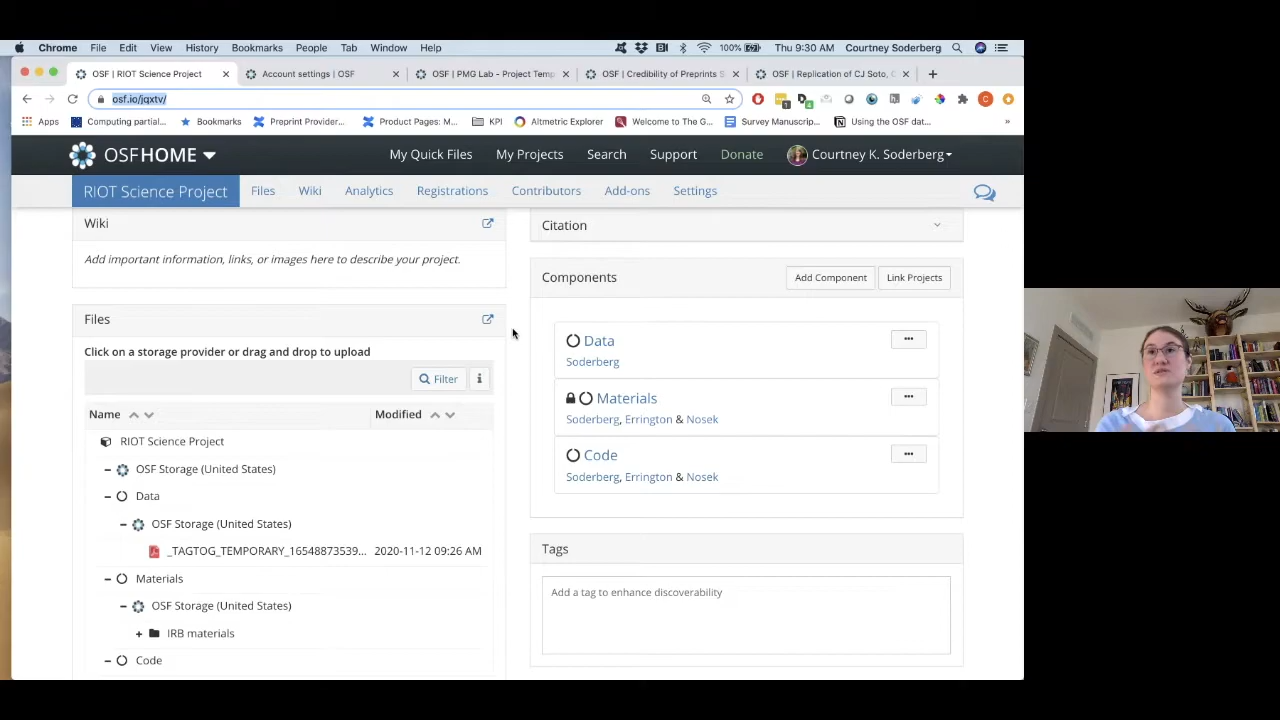 Chrome File Edit View History Bookmarks People Tab Window Help 100% Thu 9:30 AM Courtney Soderberg
OSF | RIOT Science Project Account settings | OSF OSF | PMG Lab - Project Temp OSF | Credibility of Preprints S OSF | Replication of CJ Soto, C
osf.io/jqxtv/
Apps Computing partial... Bookmarks Preprint Provider... Product Pages: M... KPI Altmetric Explorer Welcome to The G... Survey Manuscrip... Using the OSF dat... »
OSFHOME My Quick Files My Projects Search Support Donate Courtney K. Soderberg
RIOT Science Project Files Wiki Analytics Registrations Contributors Add-ons Settings
Wiki
Citation
Add important information, links, or images here to describe your project.
Components Add Component Link Projects
Files
Click on a storage provider or drag and drop to upload
Filter
Name Modified
RIOT Science Project
OSF Storage (United States)
Data
OSF Storage (United States)
_TAGTOG_TEMPORARY_16548873539... 2020-11-12 09:26 AM
Materials
OSF Storage (United States)
IRB materials
Code
Data
Soderberg
Materials
Soderberg, Errington & Nosek
Code
Soderberg, Errington & Nosek
Tags
Add a tag to enhance discoverability